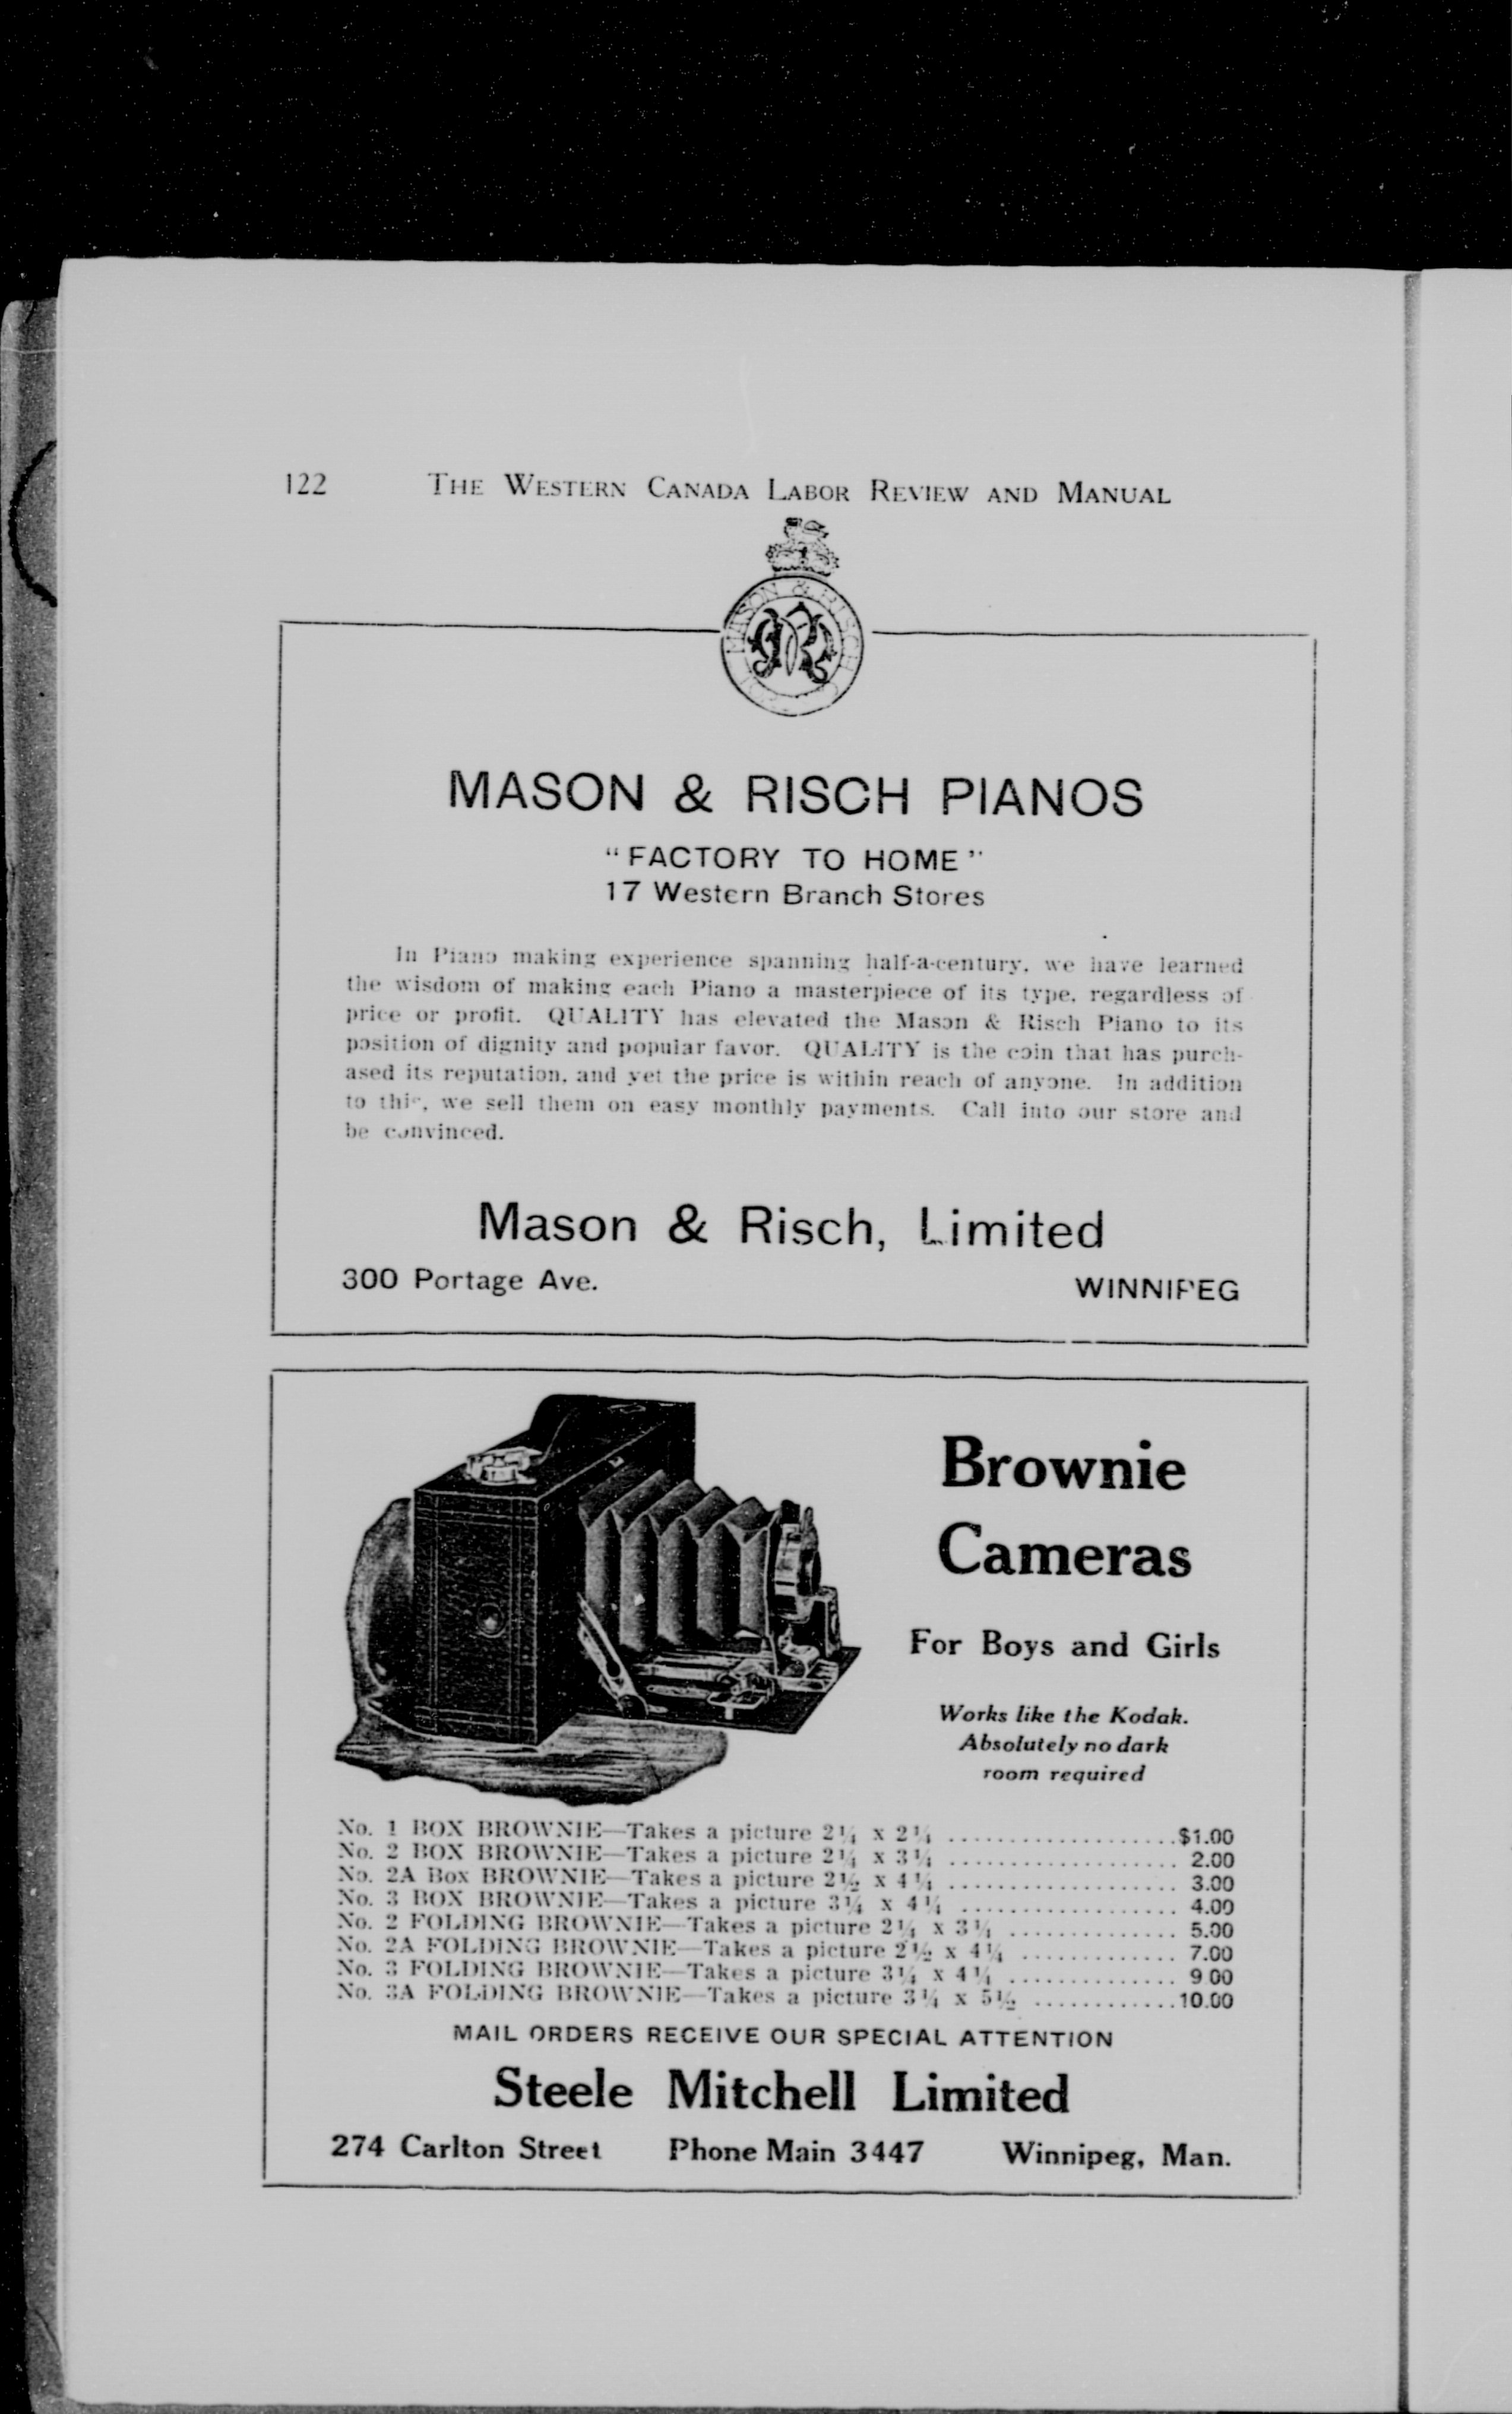 122 THE WESTERN CANADA LABOR REVIEW AND MANUAL
MASON & RISCH
MASON & RISCH PIANOS
"FACTORY TO HOME"
17 Western Branch Stores
In Piano making experience spanning half-a-century, we have learned
the wisdom of making each Piano a masterpiece of its type, regardless of
price or profit. QUALITY has elevated the Mason & Risch Piano to its
position of dignity and popular favor. QUALITY is the coin that has purch-
ased its reputation, and yet the price is within reach of anyone. In addition
to this, we sell them on easy monthly payments. Call into our store and
be convinced.
Mason & Risch, Limited
300 Portage Ave. WINNIPEG
Brownie
Cameras
For Boys and Girls
Works like the Kodak.
Absolutely no dark
room required
No. 1 BOX BROWNIE—Takes a picture 2¼ x 2¼ ...................$1.00
No. 2 BOX BROWNIE—Takes a picture 2¼ x 3¼ ................... 2.00
No. 2A Box BROWNIE—Takes a picture 2½ x 4¼ ................... 3.00
No. 3 BOX BROWNIE—Takes a picture 3¼ x 4¼ .................. 4.00
No. 2 FOLDING BROWNIE—Takes a picture 2¼ x 3¼ .............. 5.00
No. 2A FOLDING BROWNIE—Takes a picture 2½ x 4¼ ............. 7.00
No. 3 FOLDING BROWNIE—Takes a picture 3¼ x 4¼ .............. 9 00
No. 3A FOLDING BROWNIE—Takes a picture 3¼ x 5½ ............10.00
MAIL ORDERS RECEIVE OUR SPECIAL ATTENTION
Steele Mitchell Limited
274 Carlton Street Phone Main 3447 Winnipeg, Man.